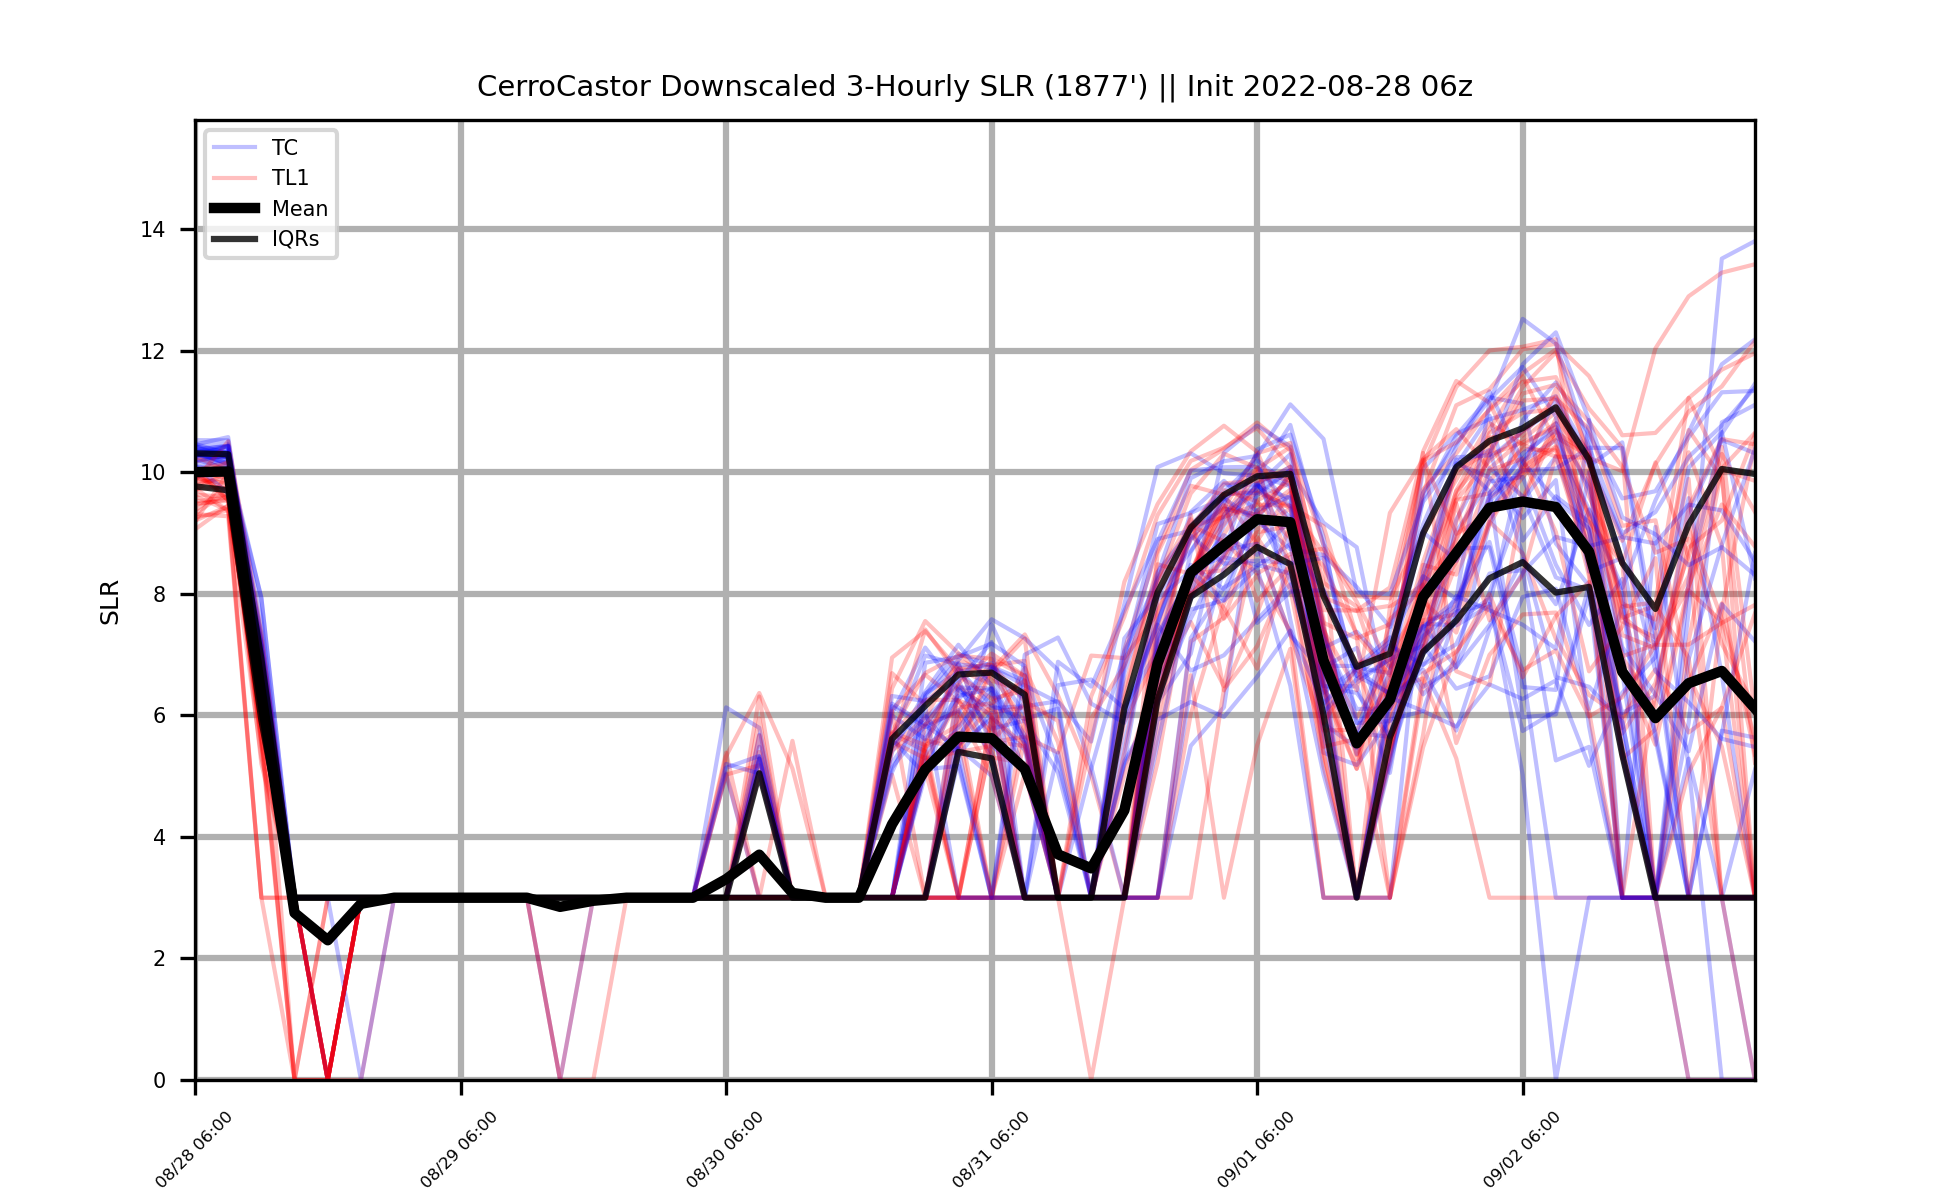 CerroCastor Downscaled 3-Hourly SLR (1877') || Init 2022-08-28 06z
TC
TL1
Mean
IQRs
14
12
10
8
6
4
2
0
SLR
08/28 06:00
08/29 06:00
08/30 06:00
08/31 06:00
09/01 06:00
09/02 06:00